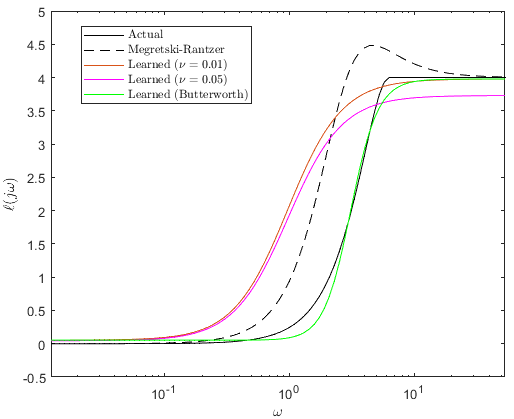 5
4.5
4
3.5
3
2.5
2
1.5
1
0.5
0
-0.5
ℓ(jω)
Actual
Megretski-Rantzer
Learned (ν = 0.01)
Learned (ν = 0.05)
Learned (Butterworth)
10⁻¹ 10⁰ 10¹
ω